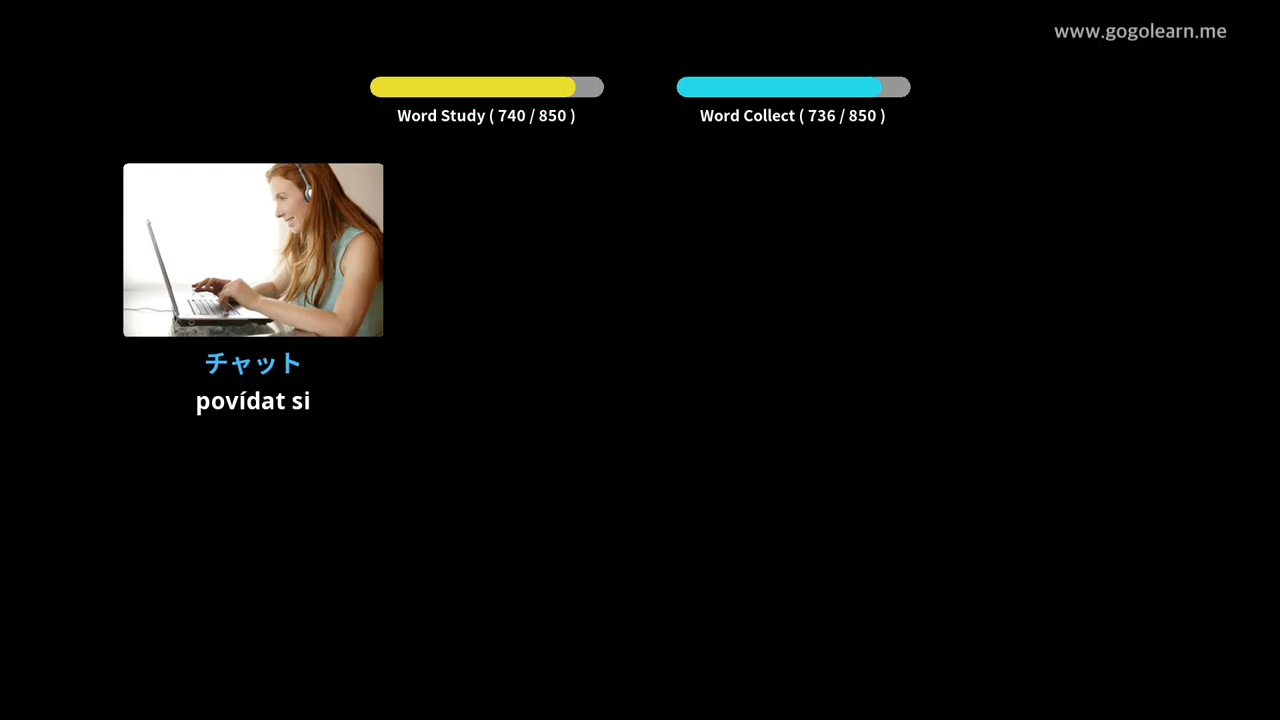 www.gogolearn.me
Word Study ( 740 / 850 )
Word Collect ( 736 / 850 )
チャット
povídat si